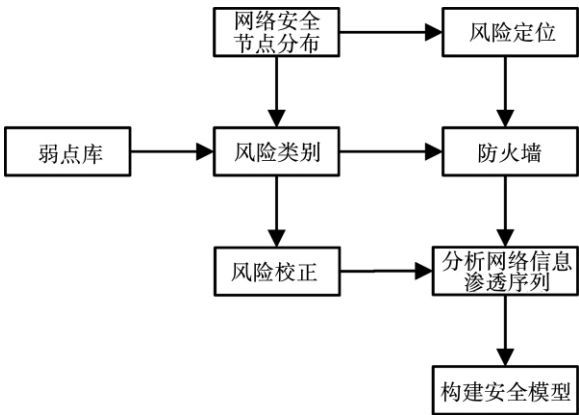 网络安全
节点分布
风险定位
弱点库
风险类别
防火墙
风险校正
分析网络信息
渗透序列
构建安全模型